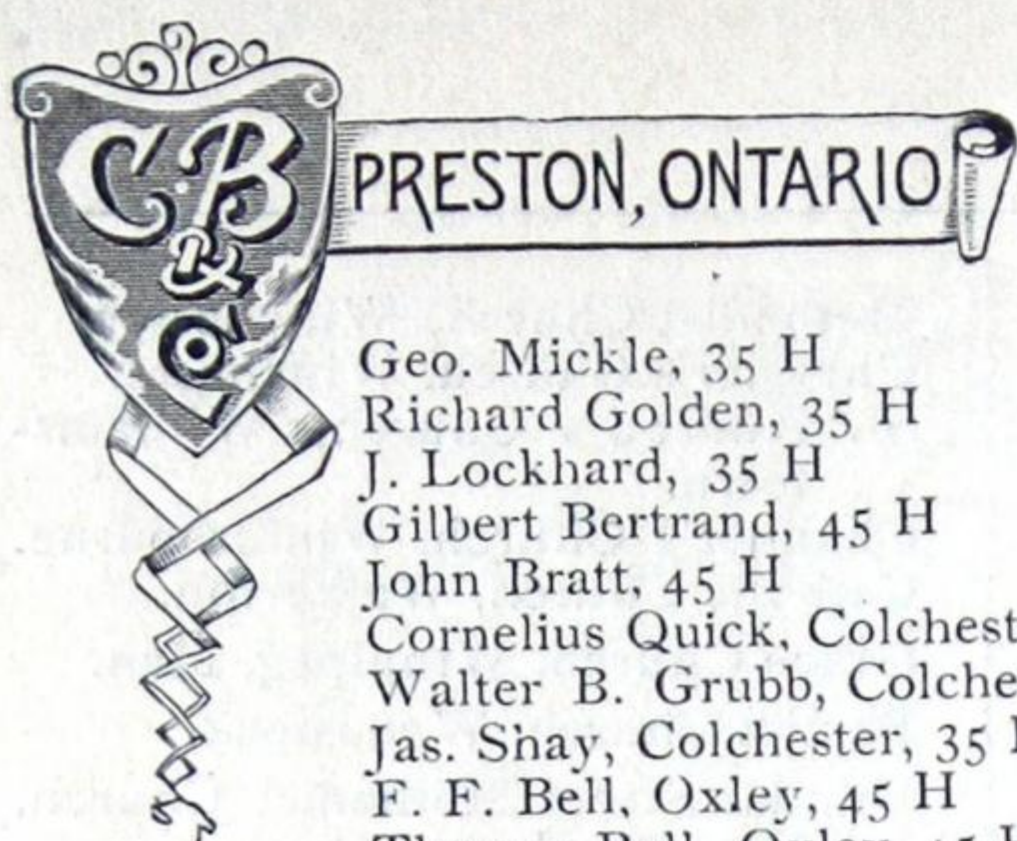 C. B
& Co
PRESTON, ONTARIO
Geo. Mickle, 35 H
Richard Golden, 35 H
J. Lockhard, 35 H
Gilbert Bertrand, 45 H
John Bratt, 45 H
Cornelius Quick, Colchest
Walter B. Grubb, Colche
Jas. Shay, Colchester, 35
F. F. Bell, Oxley, 45 H